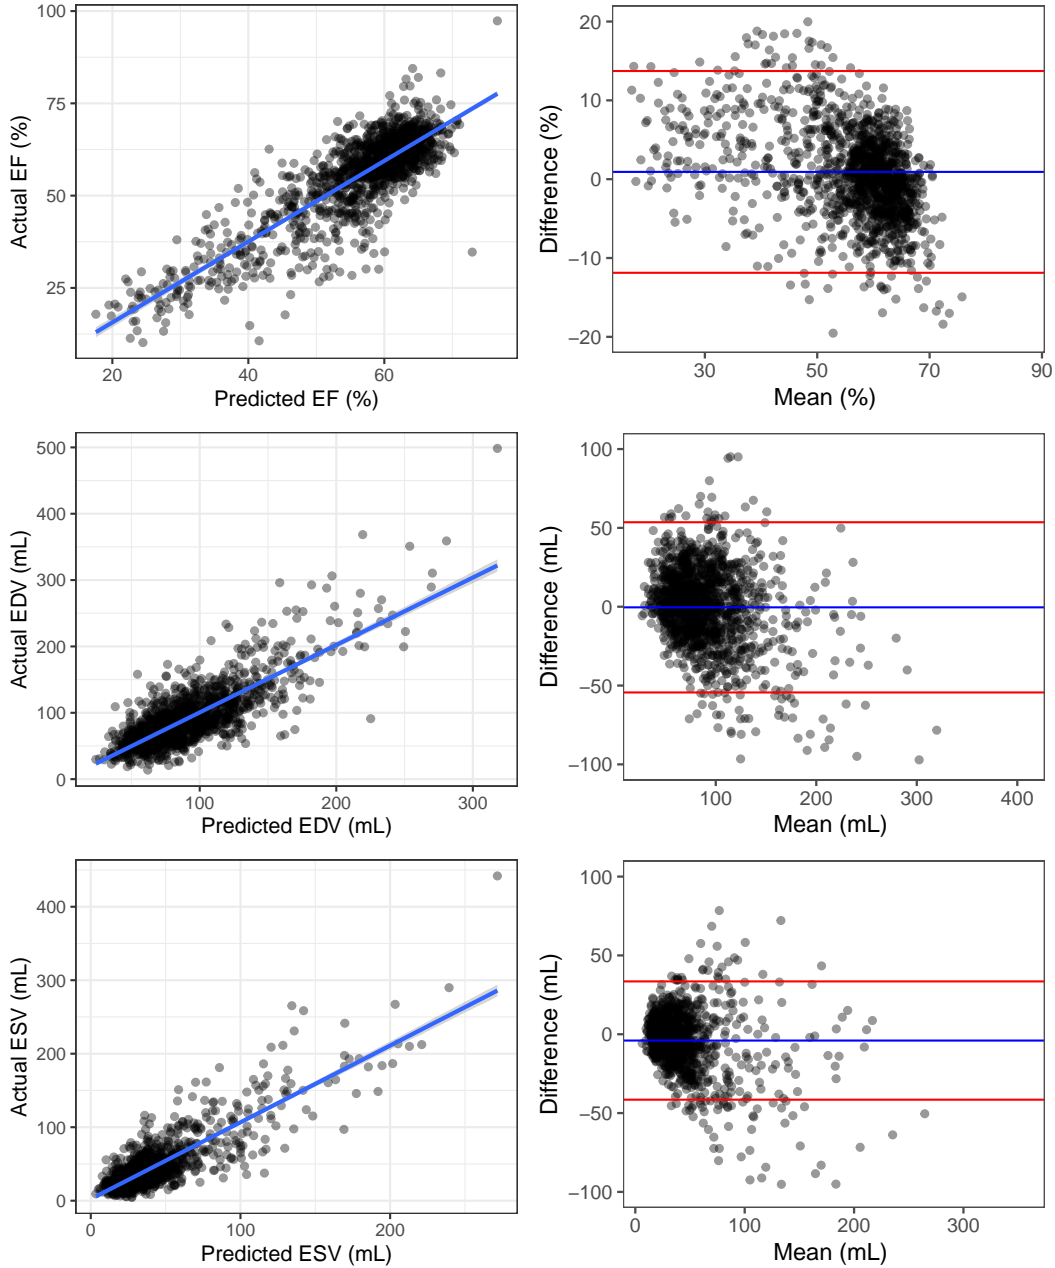 100
75
50
25
20 40 60
Predicted EF (%)
Actual EF (%)
20
10
0
−10
−20
30 50 70 90
Mean (%)
Difference (%)
500
400
300
200
100
0
100 200 300
Predicted EDV (mL)
Actual EDV (mL)
100
50
0
−50
−100
100 200 300 400
Mean (mL)
Difference (mL)
400
300
200
100
0
0 100 200
Predicted ESV (mL)
Actual ESV (mL)
100
50
0
−50
−100
0 100 200 300
Mean (mL)
Difference (mL)